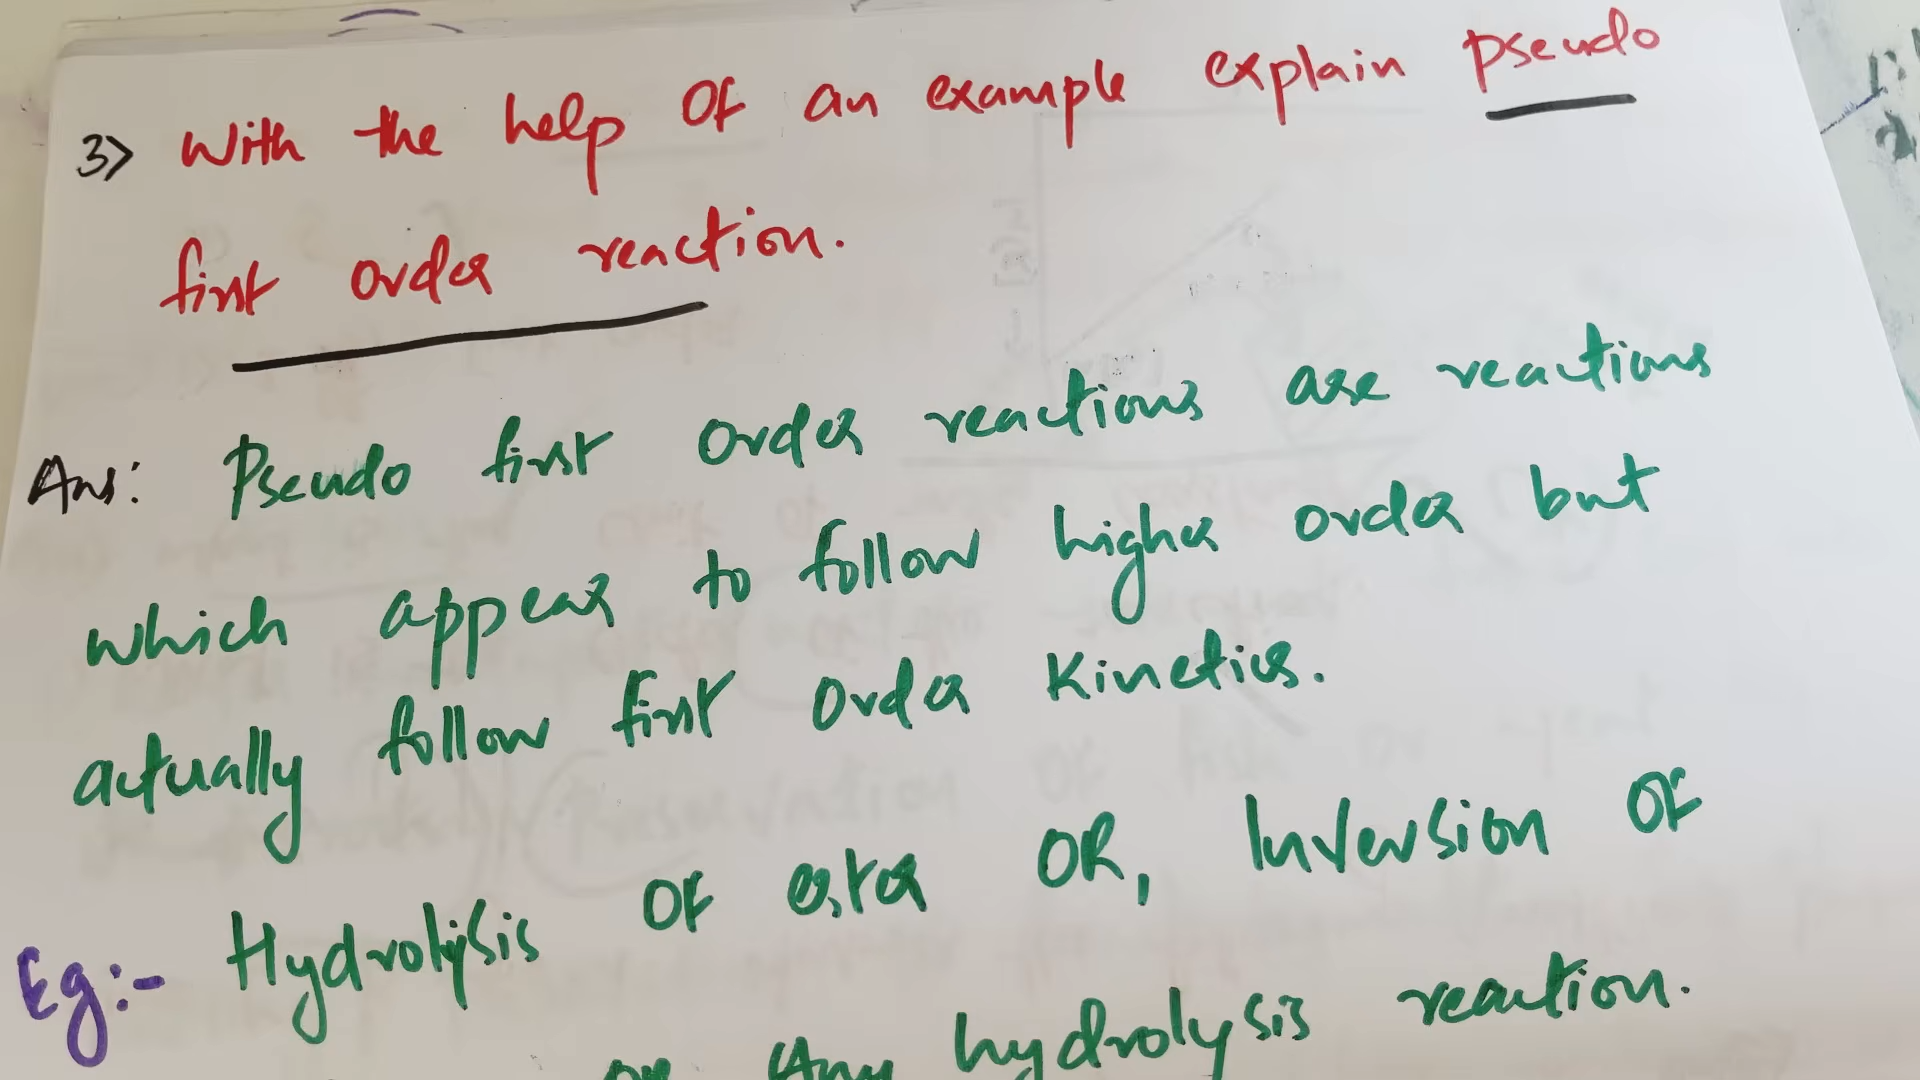 3> With the help of an example explain pseudo
first order reaction.
Ans: Pseudo first order reactions are reactions
which appear to follow higher order but
actually follow first order kinetics.
Eg:- Hydrolysis of ester OR, Inversion of
or Any hydrolysis reaction.